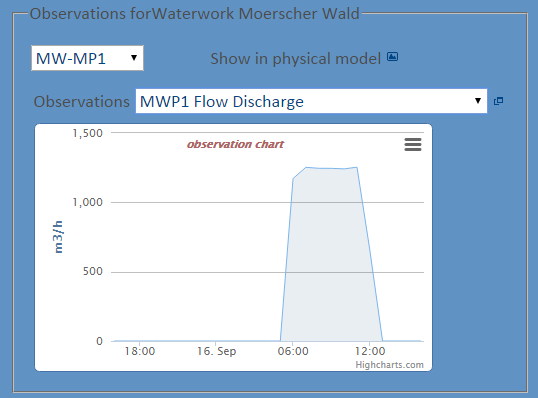 Observations forWaterwork Moerscher Wald
MW-MP1
Show in physical model
Observations
MWP1 Flow Discharge
observation chart
m3/h
1,500
1,000
500
0
18:00
16. Sep
06:00
12:00
Highcharts.com